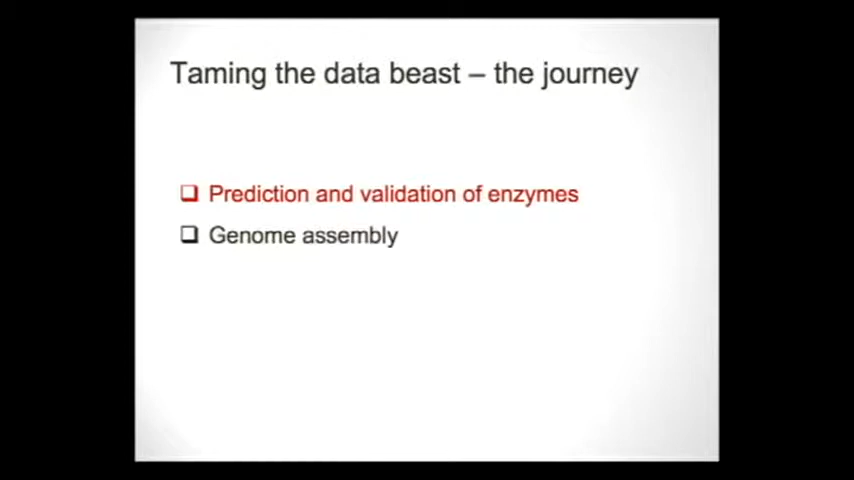 Taming the data beast – the journey
Prediction and validation of enzymes
Genome assembly